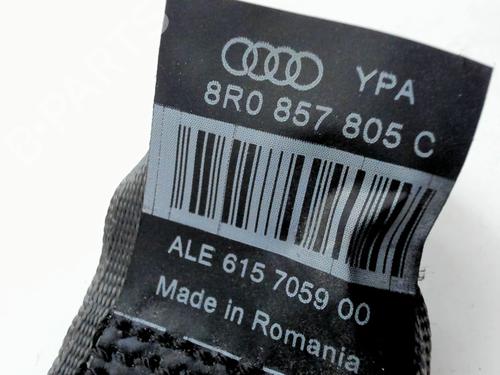 YPA
8R0 857 805 C
ALE 615 7059 00
Made in Romania